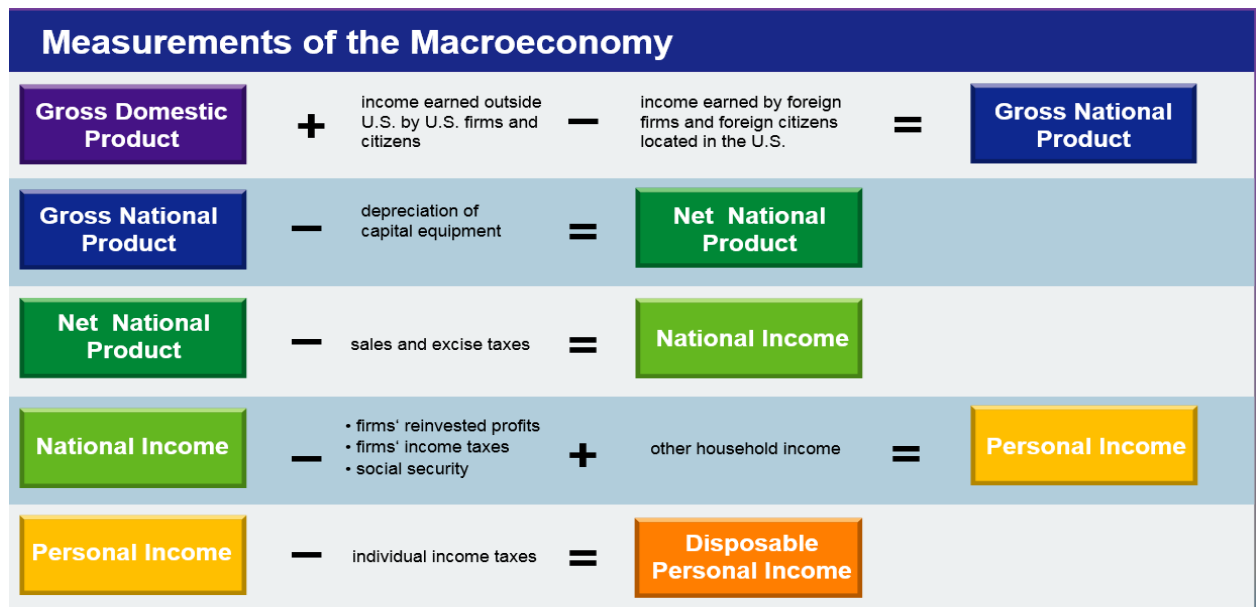 Measurements of the Macroeconomy
Gross Domestic
Product
+
income earned outside
U.S. by U.S. firms and
citizens
−
income earned by foreign
firms and foreign citizens
located in the U.S.
=
Gross National
Product
Gross National
Product
−
depreciation of
capital equipment
=
Net National
Product
Net National
Product
−
sales and excise taxes
=
National Income
National Income
−
• firms‘ reinvested profits
• firms‘ income taxes
• social security
+
other household income
=
Personal Income
Personal Income
−
individual income taxes
=
Disposable
Personal Income